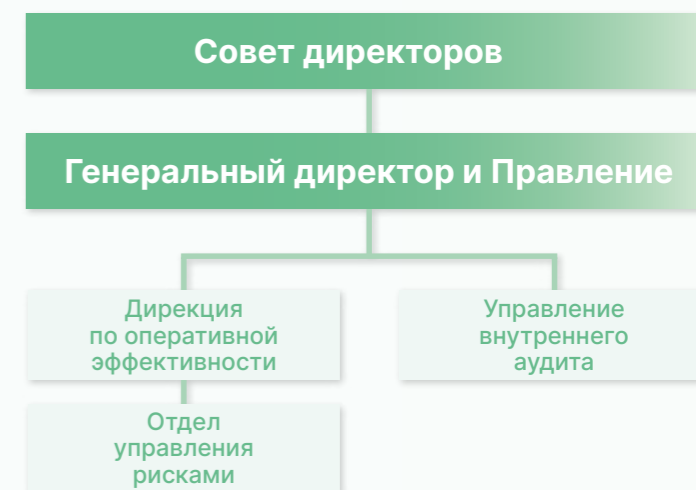 Совет директоров
Генеральный директор и Правление
Дирекция
по оперативной
эффективности
Управление
внутреннего
аудита
Отдел
управления
рисками